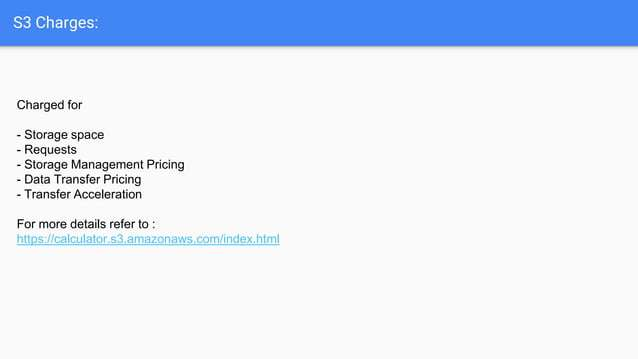 S3 Charges:
Charged for
- Storage space
- Requests
- Storage Management Pricing
- Data Transfer Pricing
- Transfer Acceleration
For more details refer to :
https://calculator.s3.amazonaws.com/index.html